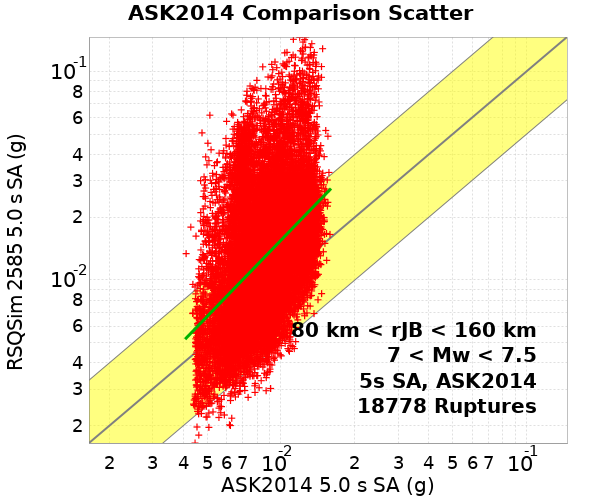 ASK2014 Comparison Scatter
RSQSim 2585 5.0 s SA (g)
10-1
8
6
4
3
2
10-2
8
6
4
3
2
80 km < rJB < 160 km
7 < Mw < 7.5
5s SA, ASK2014
18778 Ruptures
2 3 4 5 6 7 10-2 2 3 4 5 6 7 10-1
ASK2014 5.0 s SA (g)